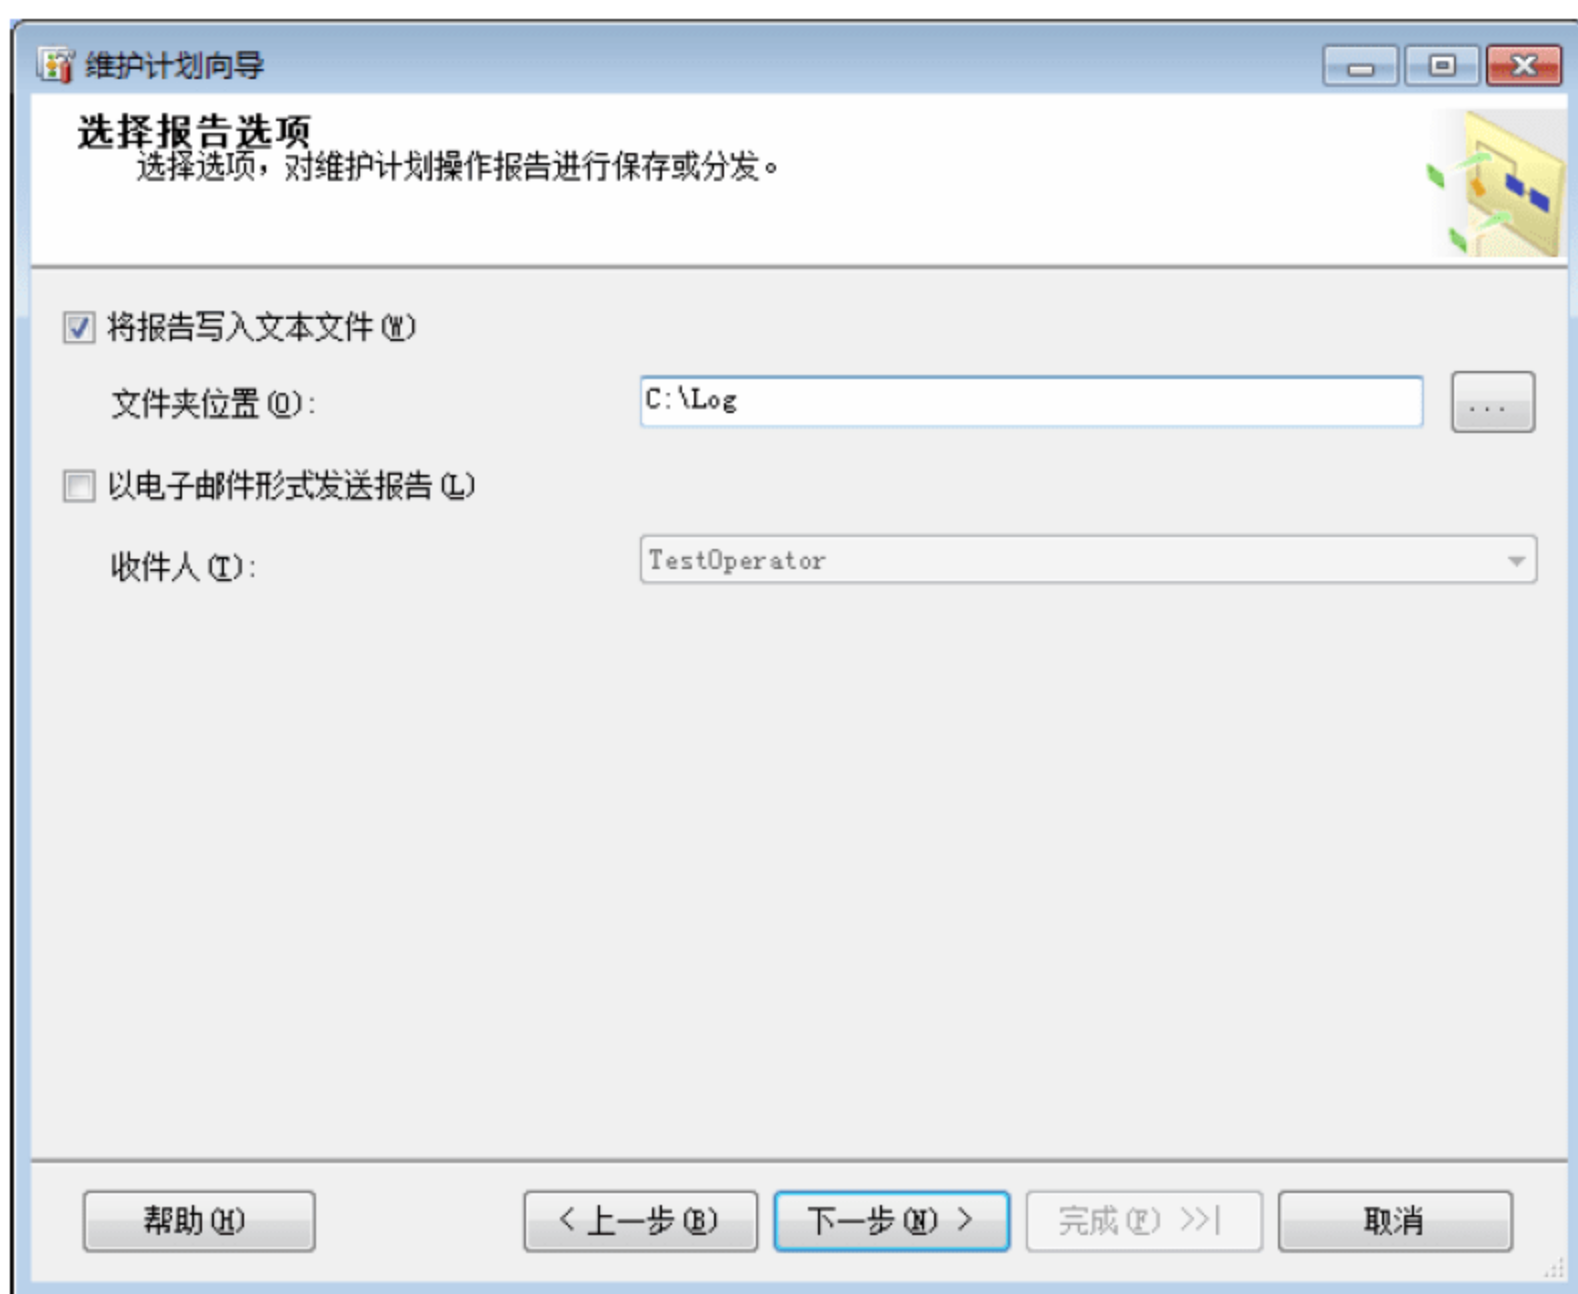 维护计划向导
选择报告选项
选择选项，对维护计划操作报告进行保存或分发。
将报告写入文本文件(W)
文件夹位置(O):
C:\Log
...
以电子邮件形式发送报告(L)
收件人(T):
TestOperator
帮助(H)
< 上一步(B)
下一步(N) >
完成(F) >>|
取消